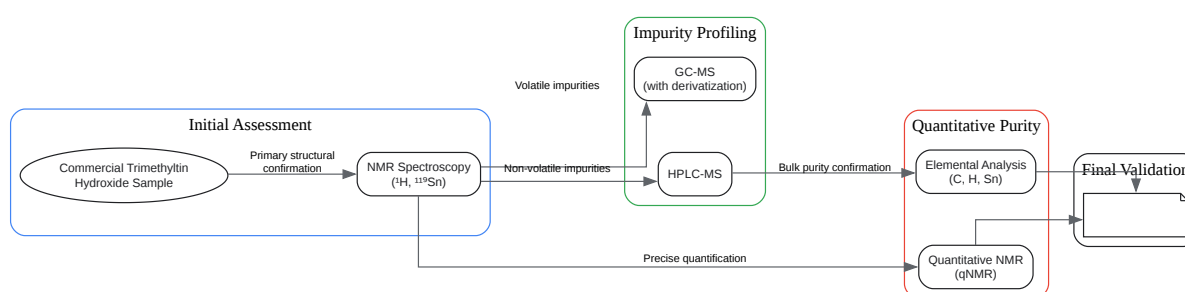 Initial Assessment
Commercial Trimethyltin
Hydroxide Sample
Primary structural
confirmation
NMR Spectroscopy
(¹H, ¹¹⁹Sn)
Volatile impurities
Non-volatile impurities
Impurity Profiling
GC-MS
(with derivatization)
HPLC-MS
Bulk purity confirmation
Precise quantification
Quantitative Purity
Elemental Analysis
(C, H, Sn)
Quantitative NMR
(qNMR)
Final Validation